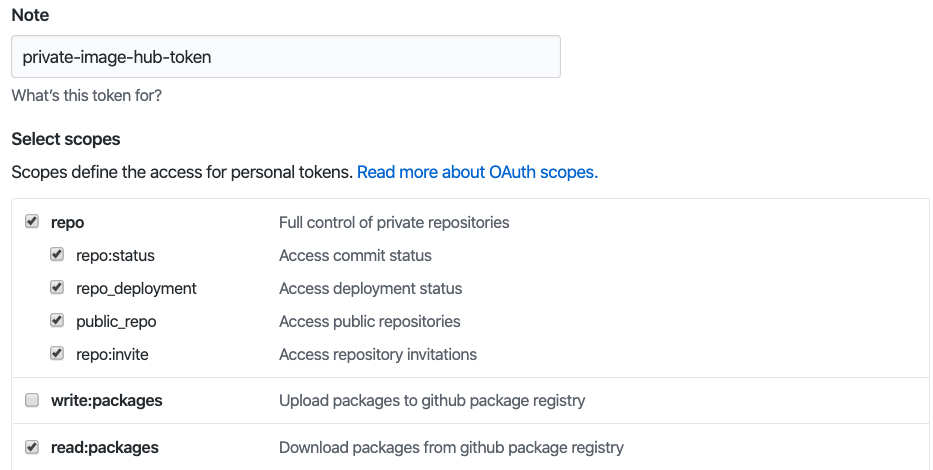 Note
private-image-hub-token
What's this token for?
Select scopes
Scopes define the access for personal tokens. Read more about OAuth scopes.
repo Full control of private repositories
repo:status Access commit status
repo_deployment Access deployment status
public_repo Access public repositories
repo:invite Access repository invitations
write:packages Upload packages to github package registry
read:packages Download packages from github package registry